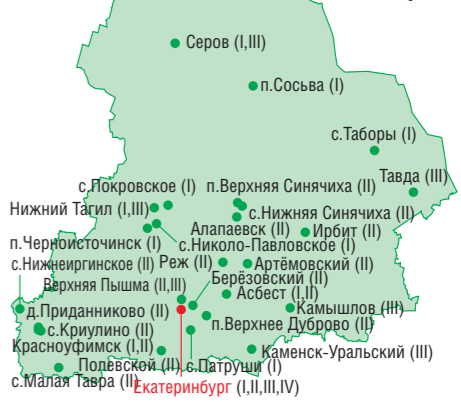 Серов (I,III)
п.Сосьва (I)
с.Таборы (I)
Тавда (III)
с.Покровское (I)
п.Верхняя Синячиха (II)
Нижний Тагил (I,III)
с.Нижняя Синячиха (II)
Алапаевск (II)
Ирбит (II)
п.Черноисточинск (I)
с.Николо-Павловское (I)
с.Нижнеиргинское (II)
Реж (II)
Артёмовский (II)
Верхняя Пышма (II,III)
Берёзовский (II)
Асбест (I,II)
д.Приданниково (II)
Камышлов (III)
с.Криулино (II)
п.Верхнее Дуброво (II)
Красноуфимск (I,II)
Каменск-Уральский (III)
Полевской (II)
с.Патруши (I)
с.Малая Тавра (II)
Екатеринбург (I,II,III,IV)